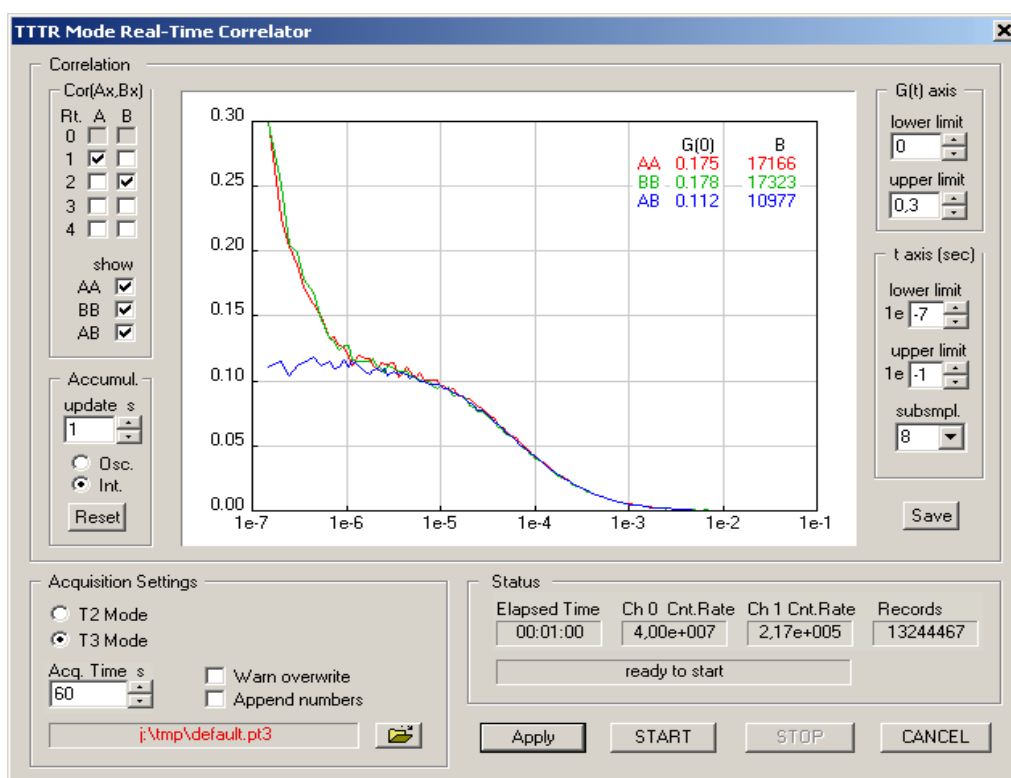 TTTR Mode Real-Time Correlator
Correlation
Cor(Ax,Bx)
Rt. A B
0
1
2
3
4
show
AA
BB
AB
Accumul.
update s
1
Osc.
Int.
Reset
0.30
0.25
0.20
0.15
0.10
0.05
0.00
1e-7 1e-6 1e-5 1e-4 1e-3 1e-2 1e-1
G(0) B
AA 0.175 17166
BB 0.178 17323
AB 0.112 10977
G(t) axis
lower limit
0
upper limit
0,3
t axis (sec)
lower limit
1e -7
upper limit
1e -1
subsmpl.
8
Save
Acquisition Settings
T2 Mode
T3 Mode
Acq. Time s
60
Warn overwrite
Append numbers
j:\tmp\default.pt3
Status
Elapsed Time Ch 0 Cnt.Rate Ch 1 Cnt.Rate Records
00:01:00 4,00e+007 2,17e+005 13244467
ready to start
Apply START STOP CANCEL